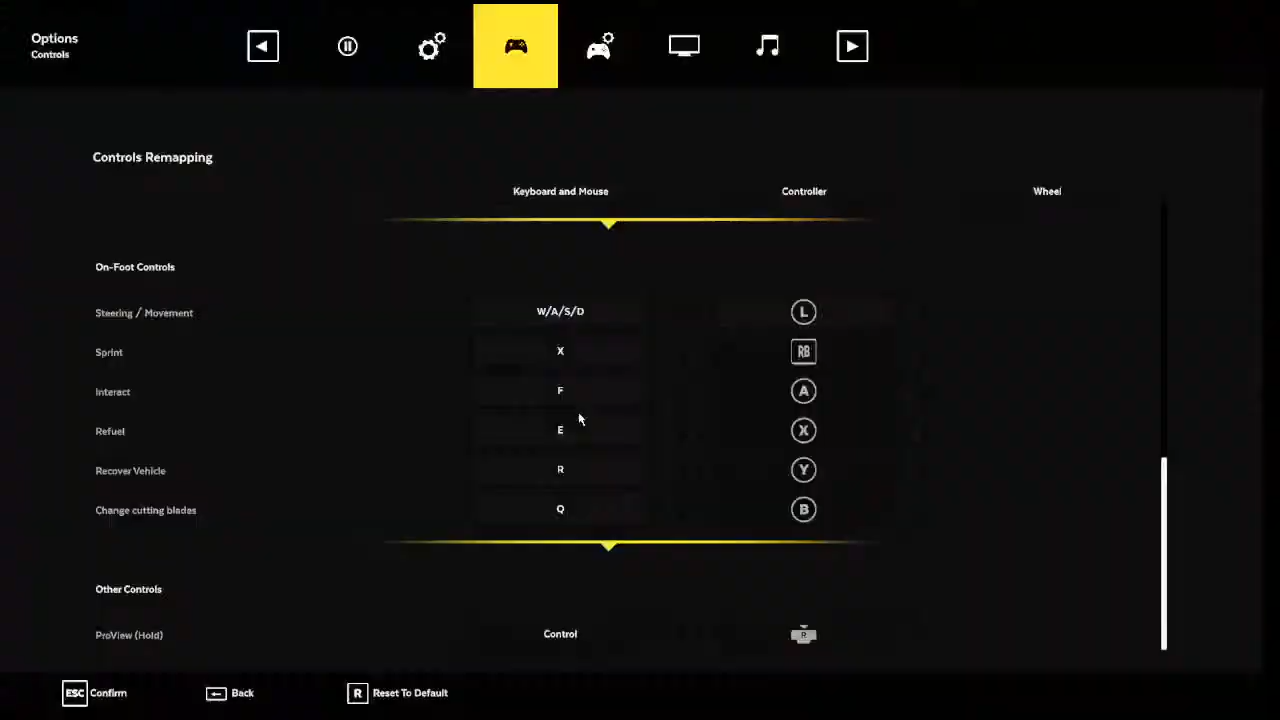 Options
Controls
Controls Remapping
Keyboard and Mouse Controller Wheel
On-Foot Controls
Steering / Movement W/A/S/D L
Sprint X RB
Interact F A
Refuel E X
Recover Vehicle R Y
Change cutting blades Q B
Other Controls
ProView (Hold) Control R
ESC Confirm Back R Reset To Default